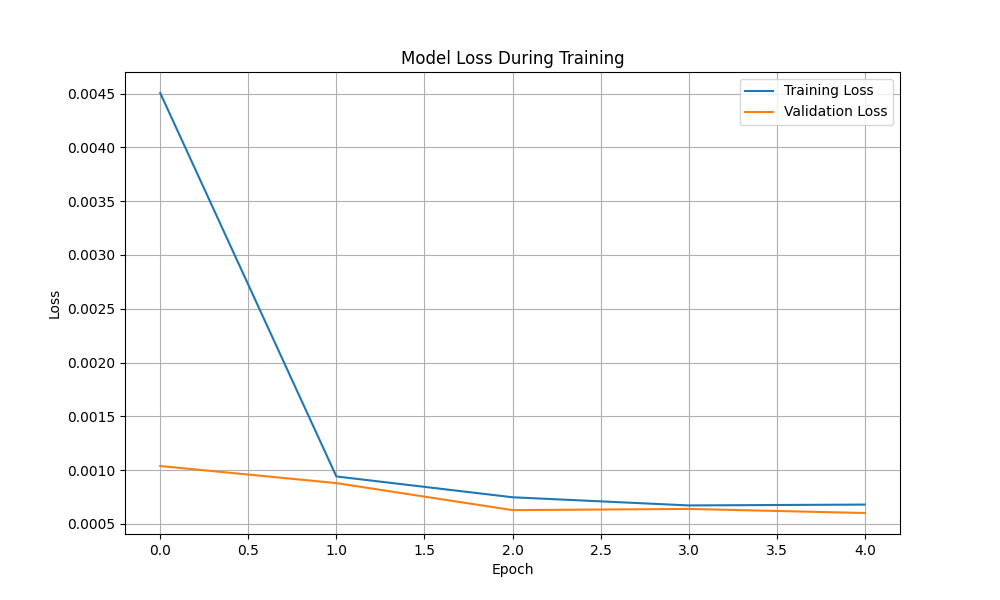 Model Loss During Training
Training Loss
Validation Loss
0.0045
0.0040
0.0035
0.0030
0.0025
0.0020
0.0015
0.0010
0.0005
Loss
0.0 0.5 1.0 1.5 2.0 2.5 3.0 3.5 4.0
Epoch